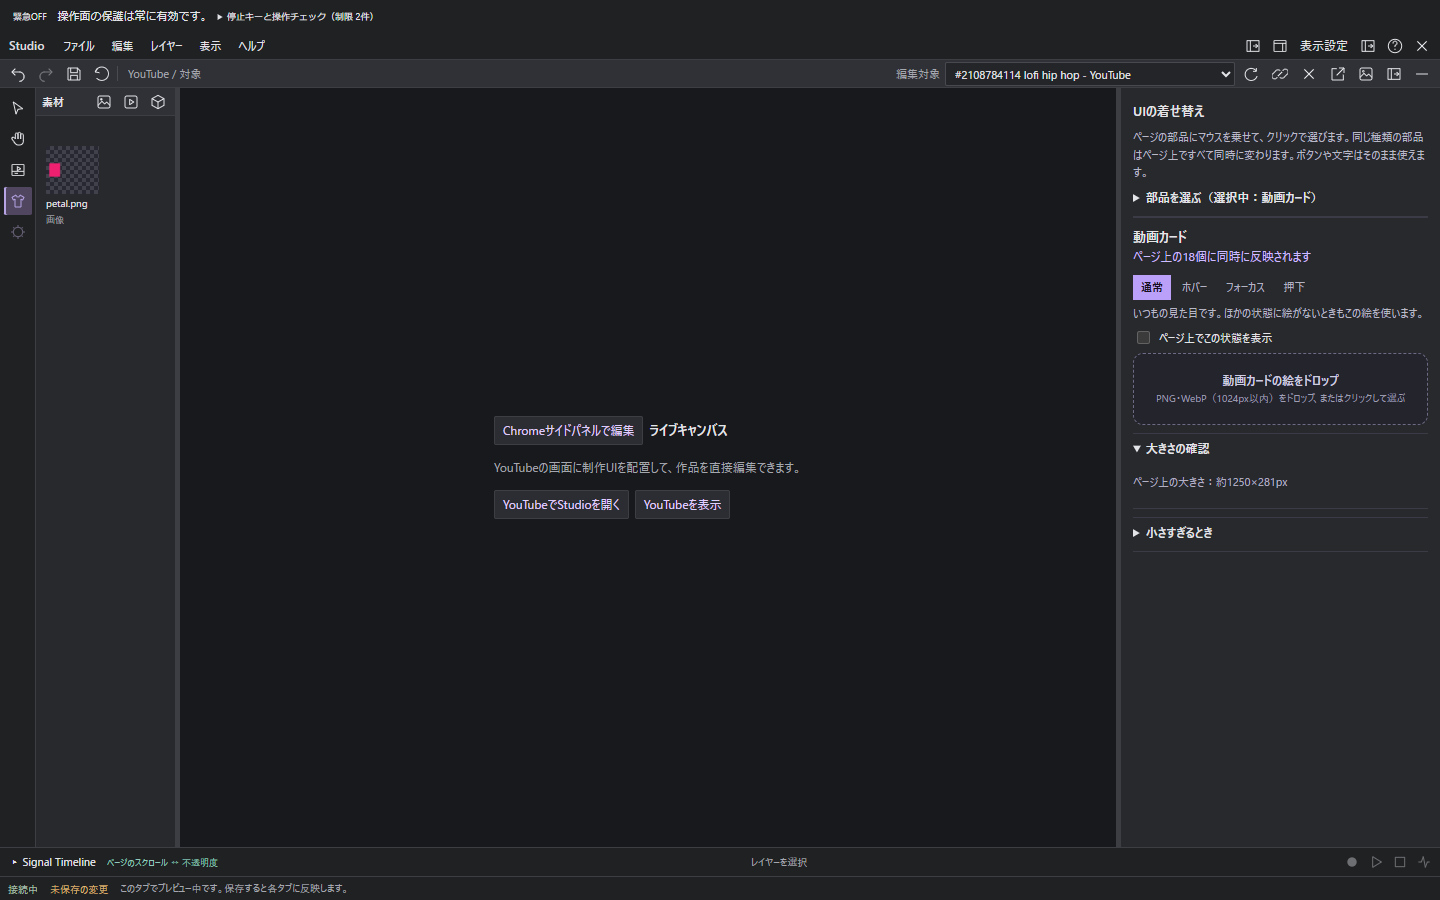 緊急OFF 操作面の保護は常に有効です。 ▶ 停止キーと操作チェック（制限 2件）
Studio ファイル 編集 レイヤー 表示 ヘルプ 表示設定
YouTube / 対象 編集対象 #2108784114 lofi hip hop - YouTube
素材
petal.png
画像
Chromeサイドパネルで編集 ライブキャンバス
YouTubeの画面に制作UIを配置して、作品を直接編集できます。
YouTubeでStudioを開く YouTubeを表示
UIの着せ替え
ページの部品にマウスを乗せて、クリックで選びます。同じ種類の部品
はページ上ですべて同時に変わります。ボタンや文字はそのまま使えま
す。
▶ 部品を選ぶ（選択中：動画カード）
動画カード
ページ上の18個に同時に反映されます
通常 ホバー フォーカス 押下
いつもの見た目です。ほかの状態に絵がないときもこの絵を使います。
ページ上でこの状態を表示
動画カードの絵をドロップ
PNG・WebP（1024px以内）をドロップ、またはクリックして選ぶ
▼ 大きさの確認
ページ上の大きさ：約1250×281px
▶ 小さすぎるとき
▸ Signal Timeline ページのスクロール ↔ 不透明度 レイヤーを選択
接続中 未保存の変更 このタブでプレビュー中です。保存すると各タブに反映します。